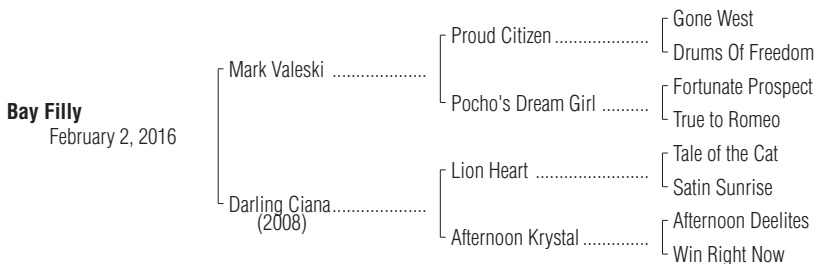 Bay Filly
February 2, 2016
Mark Valeski ....................
Darling Ciana....................
(2008)
Proud Citizen ....................
Pocho's Dream Girl ..........
Lion Heart ........................
Afternoon Krystal ..............
Gone West
Drums Of Freedom
Fortunate Prospect
True to Romeo
Tale of the Cat
Satin Sunrise
Afternoon Deelites
Win Right Now